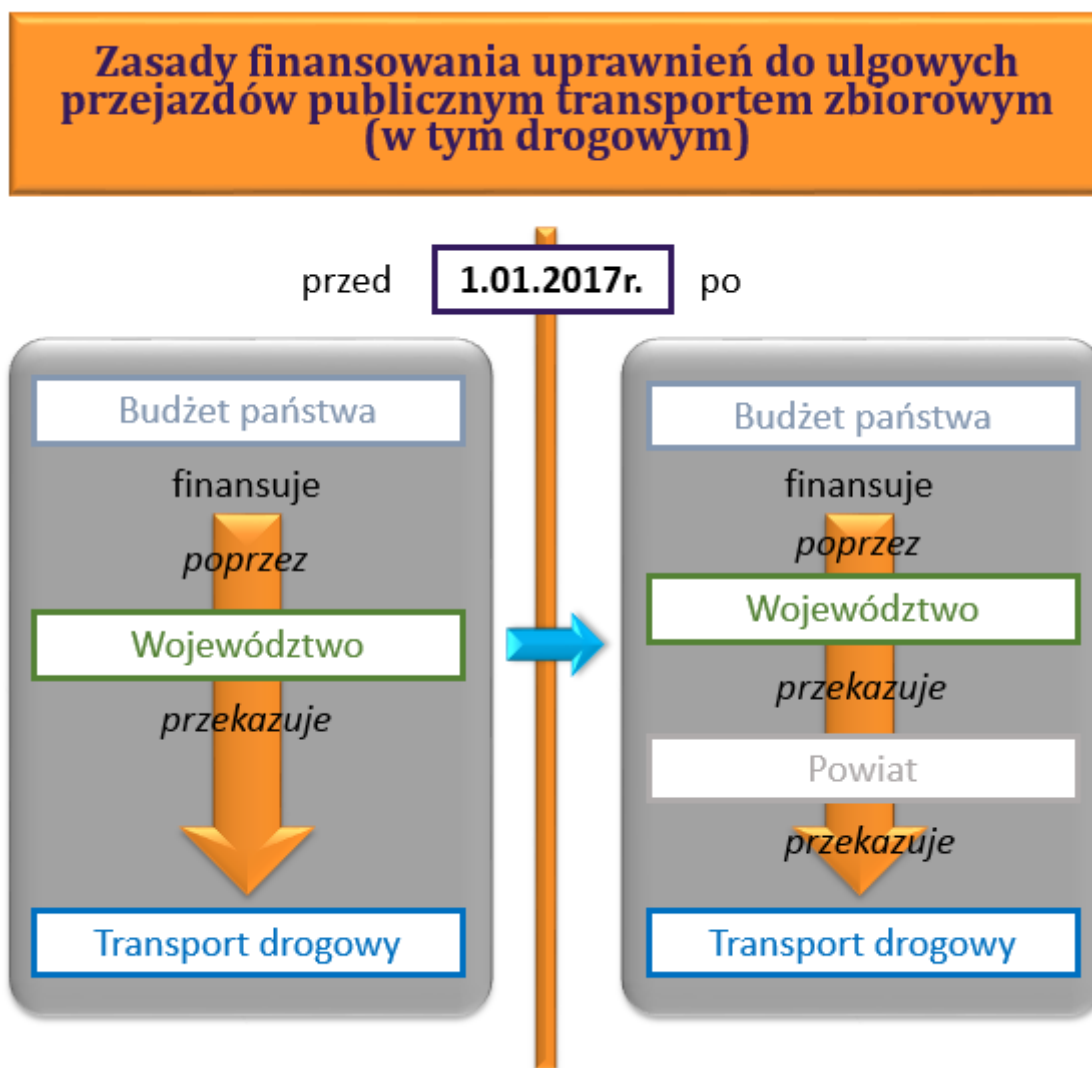 Zasady finansowania uprawnień do ulgowych
przejazdów publicznym transportem zbiorowym
(w tym drogowym)
przed
1.01.2017r.
po
Budżet państwa
finansuje
poprzez
Województwo
przekazuje
Transport drogowy
Budżet państwa
finansuje
poprzez
Województwo
przekazuje
Powiat
przekazuje
Transport drogowy